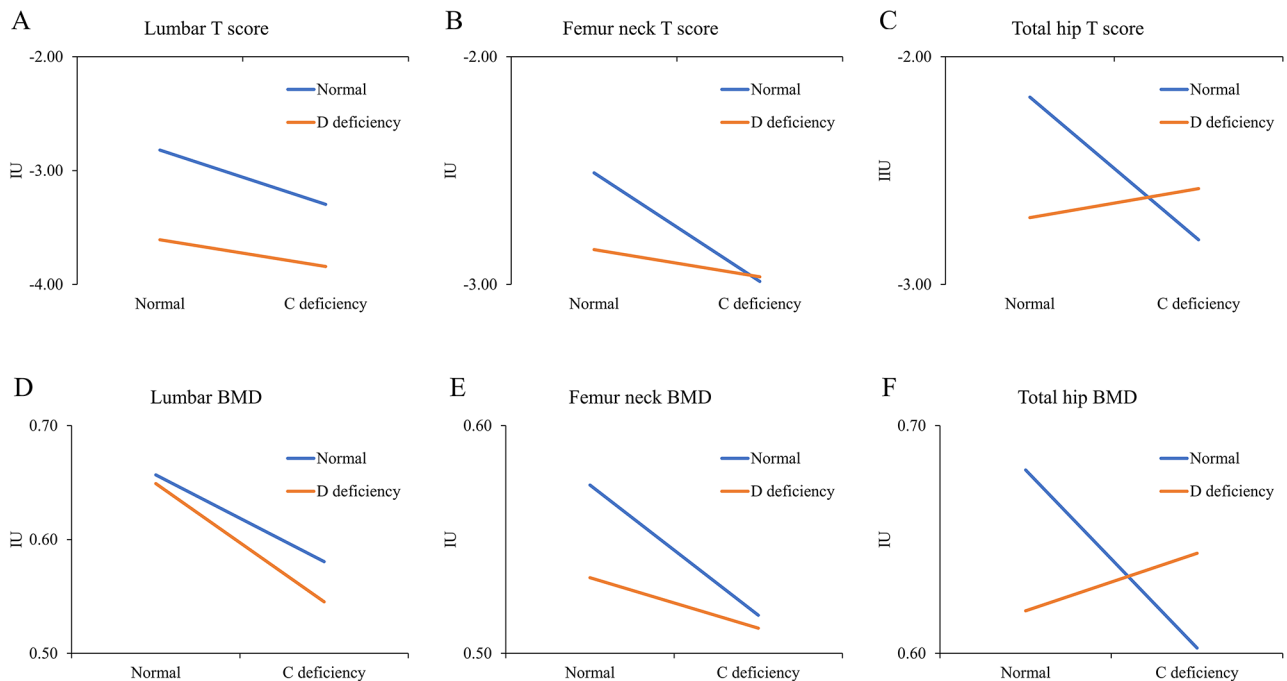 A
Lumbar T score
-2.00
-3.00
-4.00
IU
Normal
D deficiency
Normal
C deficiency
B
Femur neck T score
-2.00
-3.00
IU
Normal
D deficiency
Normal
C deficiency
C
Total hip T score
-2.00
-3.00
IIU
Normal
D deficiency
Normal
C deficiency
D
Lumbar BMD
0.70
0.60
0.50
IU
Normal
D deficiency
Normal
C deficiency
E
Femur neck BMD
0.60
0.50
IU
Normal
D deficiency
Normal
C deficiency
F
Total hip BMD
0.70
0.60
IU
Normal
D deficiency
Normal
C deficiency